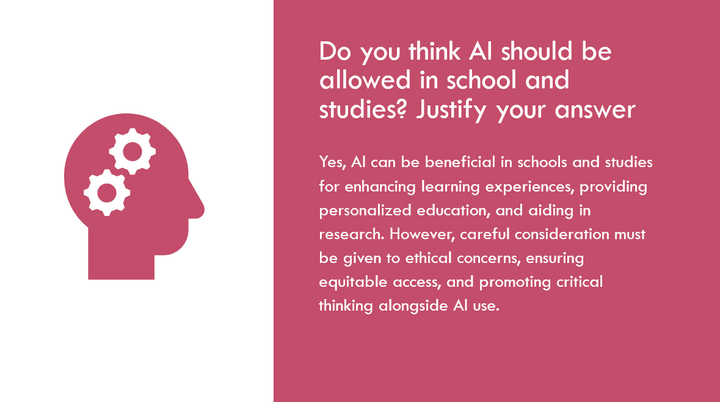 Do you think AI should be
allowed in school and
studies? Justify your answer
Yes, AI can be beneficial in schools and studies
for enhancing learning experiences, providing
personalized education, and aiding in
research. However, careful consideration must
be given to ethical concerns, ensuring
equitable access, and promoting critical
thinking alongside AI use.